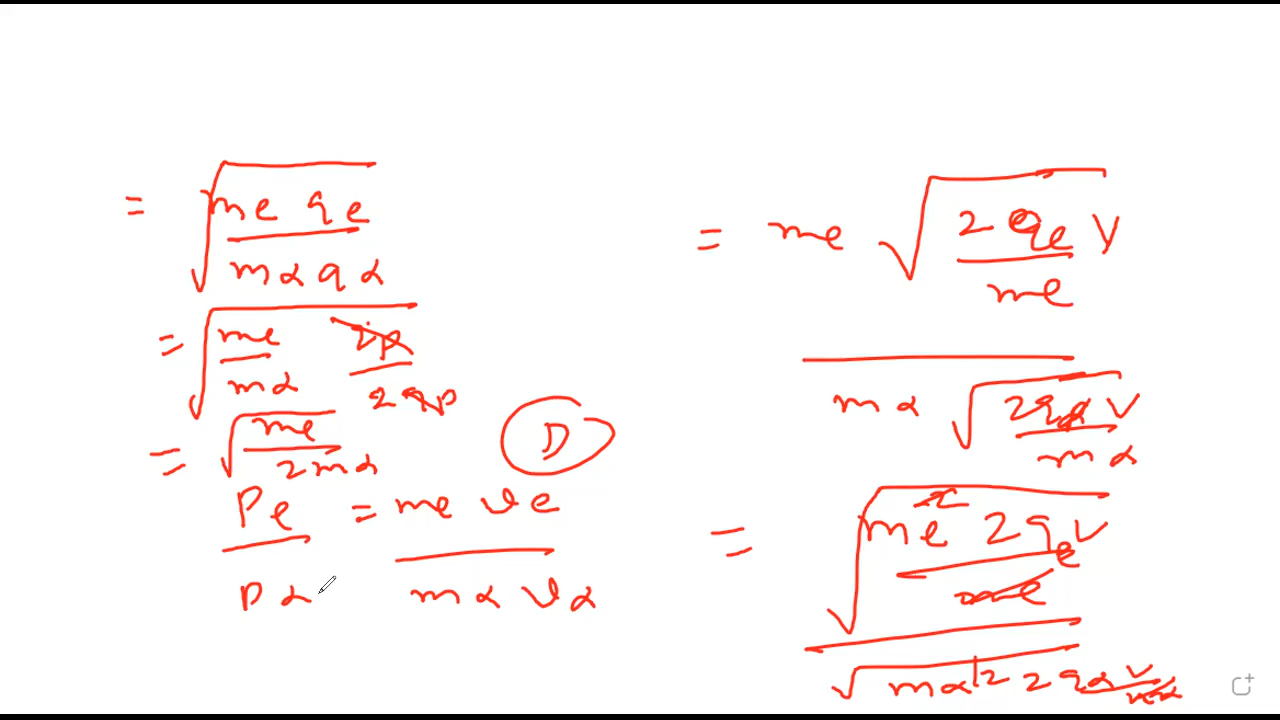 = √(me qe / mα qα)
= √(me / mα · / 2qp)
= √(me / 2mα)
D
Pe / Pα = me ve / mα vα
= me √(2qe V / me) / mα √(2qα V / mα)
= √(me² 2qe V / me) / √(mα² 2qα V / mα)